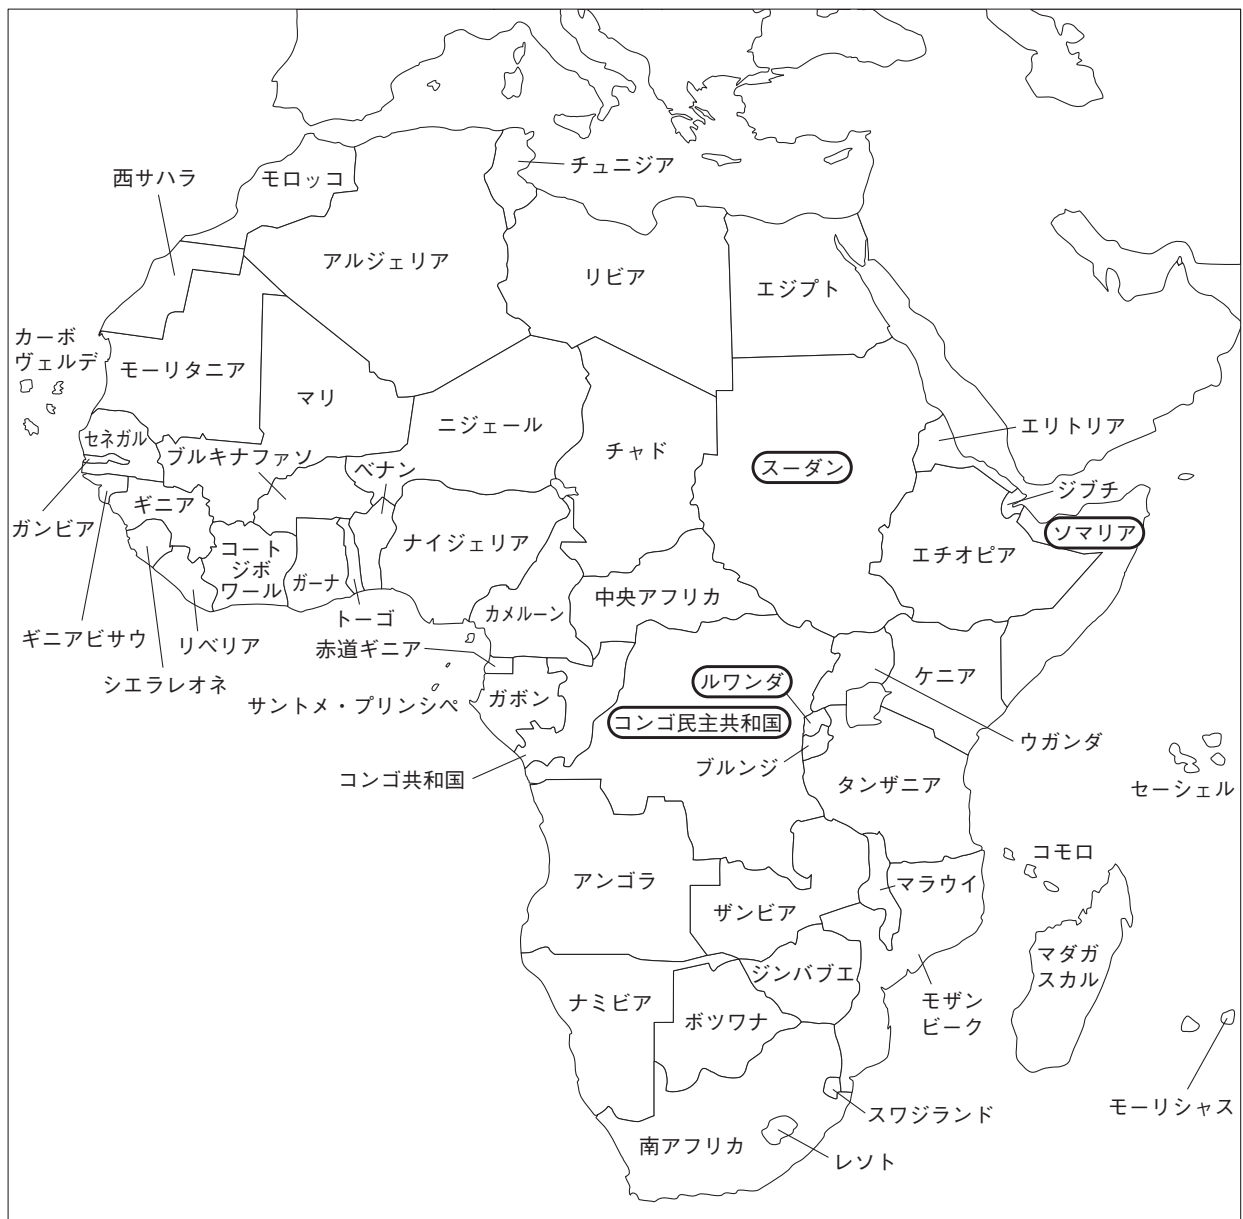 チュニジア
西サハラ
モロッコ
アルジェリア
リビア
エジプト
カーボ
ヴェルデ
モーリタニア
マリ
ニジェール
チャド
エリトリア
セネガル
ブルキナファソ
ベナン
スーダン
ジブチ
ガンビア
ギニア
ソマリア
コート
ジボ
ワール
ガーナ
ナイジェリア
エチオピア
中央アフリカ
カメルーン
トーゴ
ギニアビサウ
リベリア
赤道ギニア
シエラレオネ
サントメ・プリンシペ
ガボン
ルワンダ
ケニア
コンゴ民主共和国
ウガンダ
コンゴ共和国
ブルンジ
タンザニア
セーシェル
コモロ
アンゴラ
マラウイ
ザンビア
マダガ
スカル
ジンバブエ
ナミビア
ボツワナ
モザン
ビーク
スワジランド
モーリシャス
南アフリカ
レソト